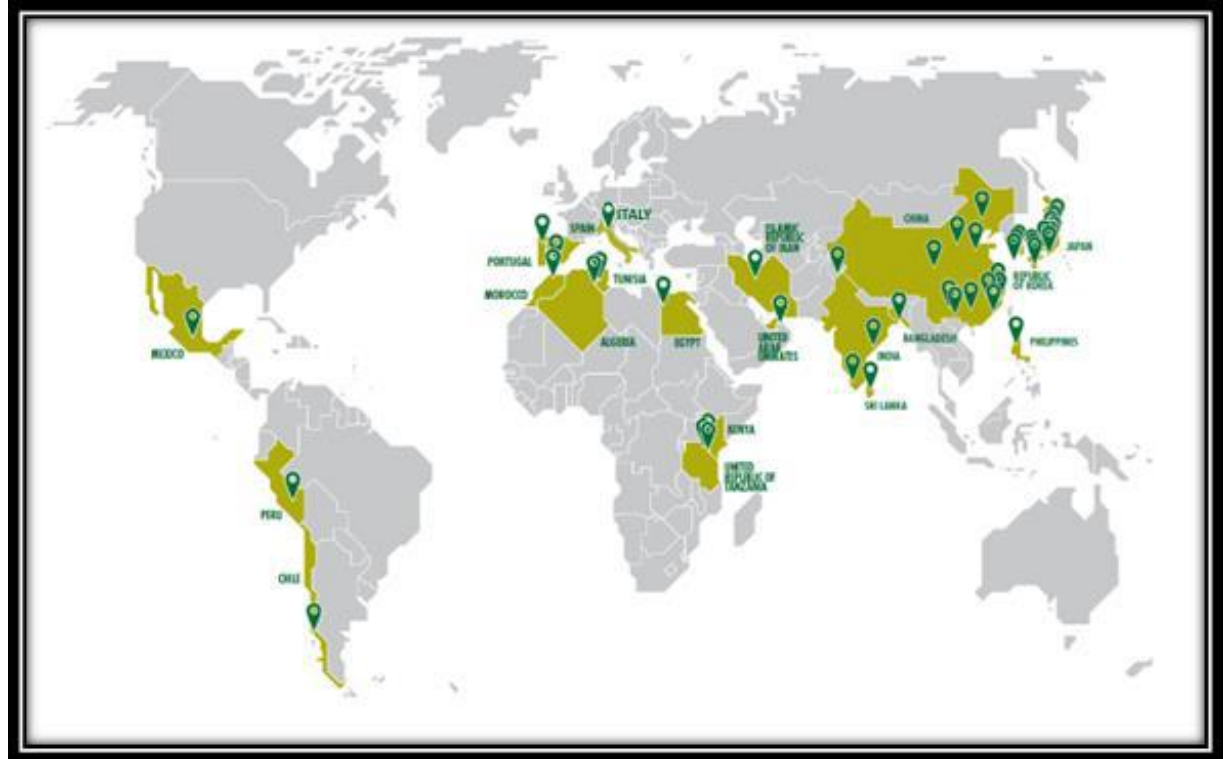 ITALY
SPAIN
PORTUGAL
TUNISIA
MOROCCO
ALGERIA
EGYPT
ISLAMIC
REPUBLIC
OF IRAN
UNITED
ARAB
EMIRATES
CHINA
JAPAN
REPUBLIC
OF KOREA
BANGLADESH
INDIA
SRI LANKA
PHILIPPINES
KENYA
UNITED
REPUBLIC OF
TANZANIA
MEXICO
PERU
CHILE